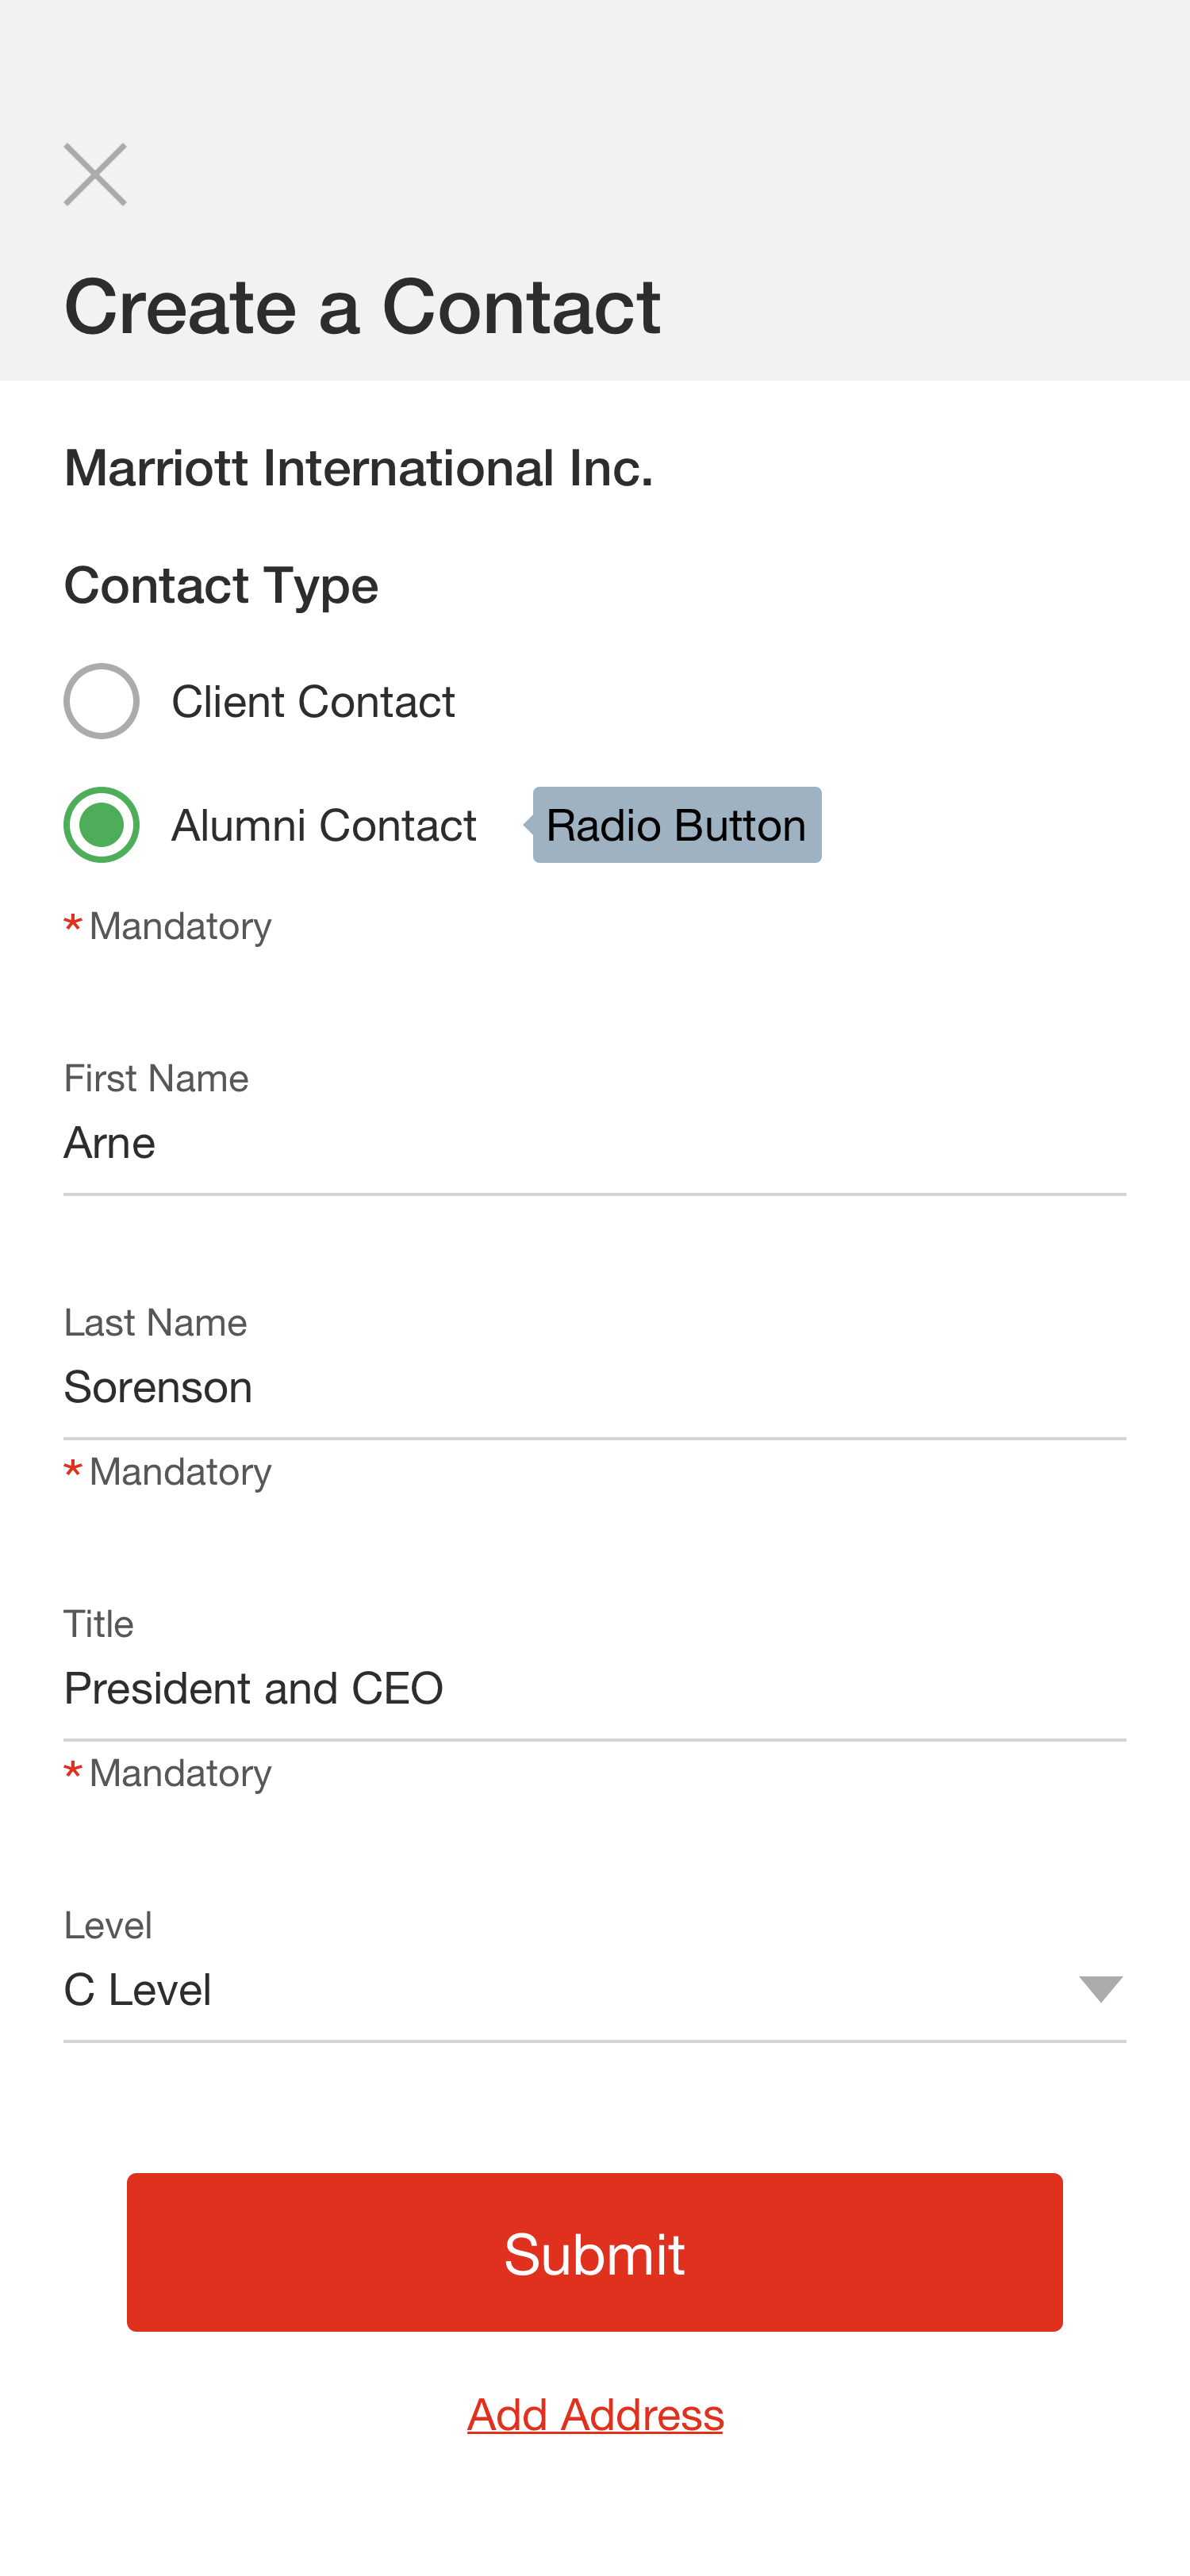 Create a Contact
Marriott International Inc.
Contact Type
Client Contact
Alumni Contact Radio Button
* Mandatory
First Name
Arne
Last Name
Sorenson
* Mandatory
Title
President and CEO
* Mandatory
Level
C Level
Submit
Add Address